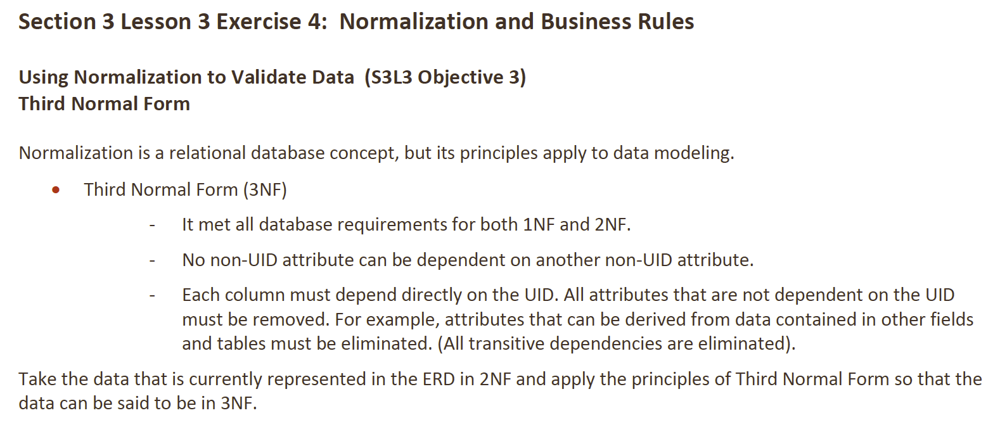 Section 3 Lesson 3 Exercise 4:  Normalization and Business Rules
Using Normalization to Validate Data  (S3L3 Objective 3)
Third Normal Form
Normalization is a relational database concept, but its principles apply to data modeling.
• Third Normal Form (3NF)
- It met all database requirements for both 1NF and 2NF.
- No non-UID attribute can be dependent on another non-UID attribute.
- Each column must depend directly on the UID. All attributes that are not dependent on the UID
must be removed. For example, attributes that can be derived from data contained in other fields
and tables must be eliminated. (All transitive dependencies are eliminated).
Take the data that is currently represented in the ERD in 2NF and apply the principles of Third Normal Form so that the
data can be said to be in 3NF.